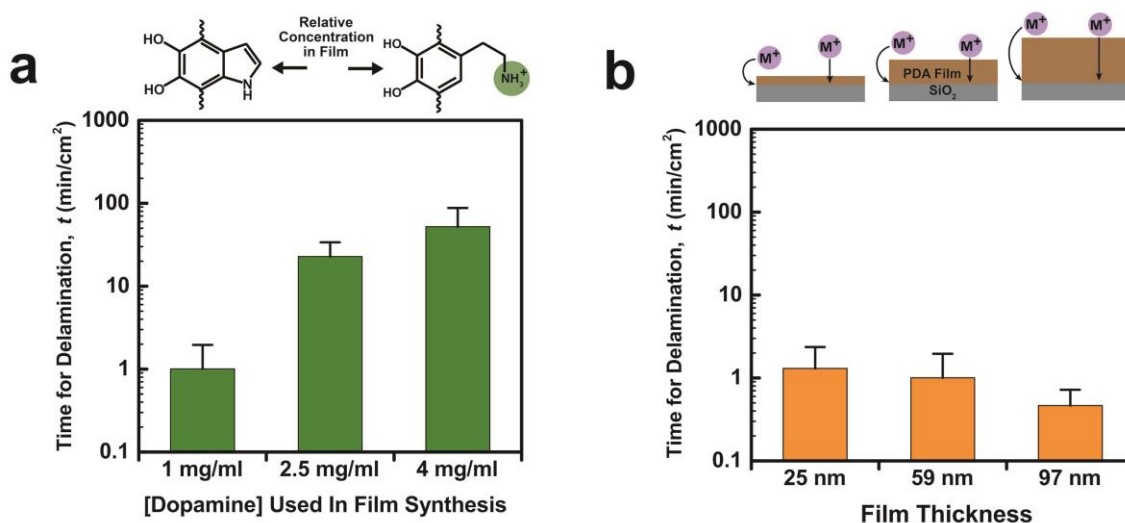 a
HO
HO
N
H
Relative
Concentration
in Film
HO
HO
NH₃⁺
Time for Delamination, t (min/cm²)
1000
100
10
1
0.1
1 mg/ml
2.5 mg/ml
4 mg/ml
[Dopamine] Used In Film Synthesis
b
M⁺
M⁺
M⁺
M⁺
M⁺
M⁺
PDA Film
SiO₂
Time for Delamination, t (min/cm²)
1000
100
10
1
0.1
25 nm
59 nm
97 nm
Film Thickness